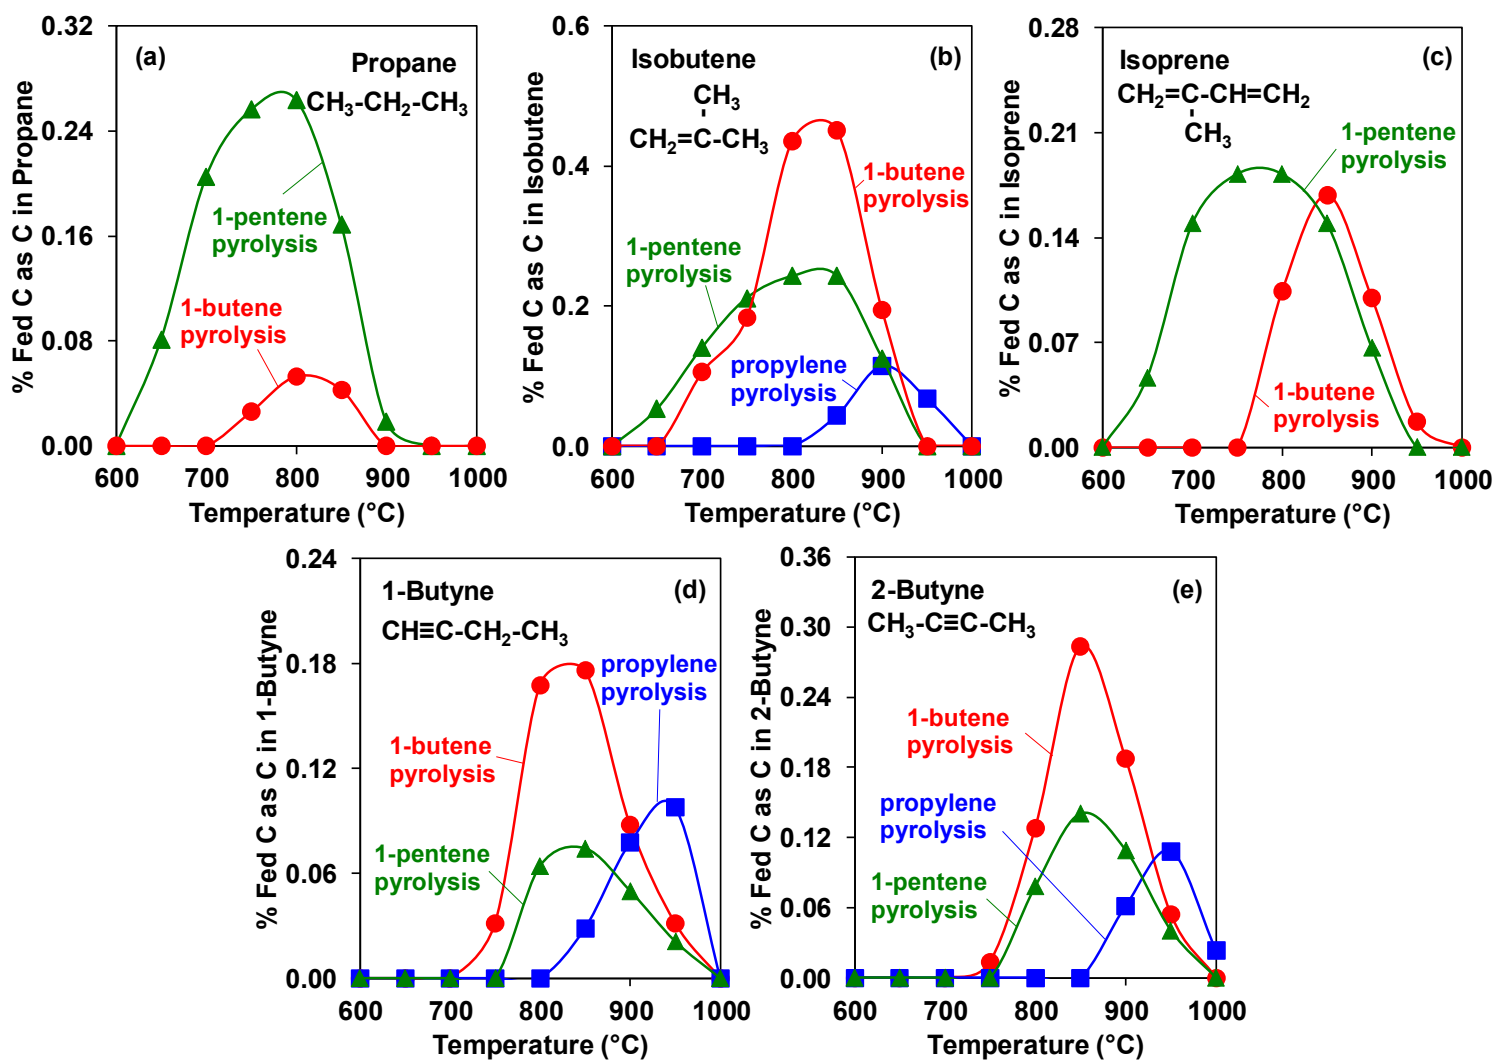 (a)
Propane
CH₃-CH₂-CH₃
% Fed C as C in Propane
0.32
0.24
0.16
0.08
0.00
1-pentene
pyrolysis
1-butene
pyrolysis
600 700 800 900 1000
Temperature (°C)
(b)
Isobutene
CH₃
CH₂=C-CH₃
% Fed C as C in Isobutene
0.6
0.4
0.2
0.0
1-butene
pyrolysis
1-pentene
pyrolysis
propylene
pyrolysis
600 700 800 900 1000
Temperature (°C)
(c)
Isoprene
CH₂=C-CH=CH₂
CH₃
% Fed C as C in Isoprene
0.28
0.21
0.14
0.07
0.00
1-pentene
pyrolysis
1-butene
pyrolysis
600 700 800 900 1000
Temperature (°C)
(d)
1-Butyne
CH≡C-CH₂-CH₃
% Fed C as C in 1-Butyne
0.24
0.18
0.12
0.06
0.00
propylene
pyrolysis
1-butene
pyrolysis
1-pentene
pyrolysis
600 700 800 900 1000
Temperature (°C)
(e)
2-Butyne
CH₃-C≡C-CH₃
% Fed C as C in 2-Butyne
0.36
0.30
0.24
0.18
0.12
0.06
0.00
1-butene
pyrolysis
propylene
pyrolysis
1-pentene
pyrolysis
600 700 800 900 1000
Temperature (°C)